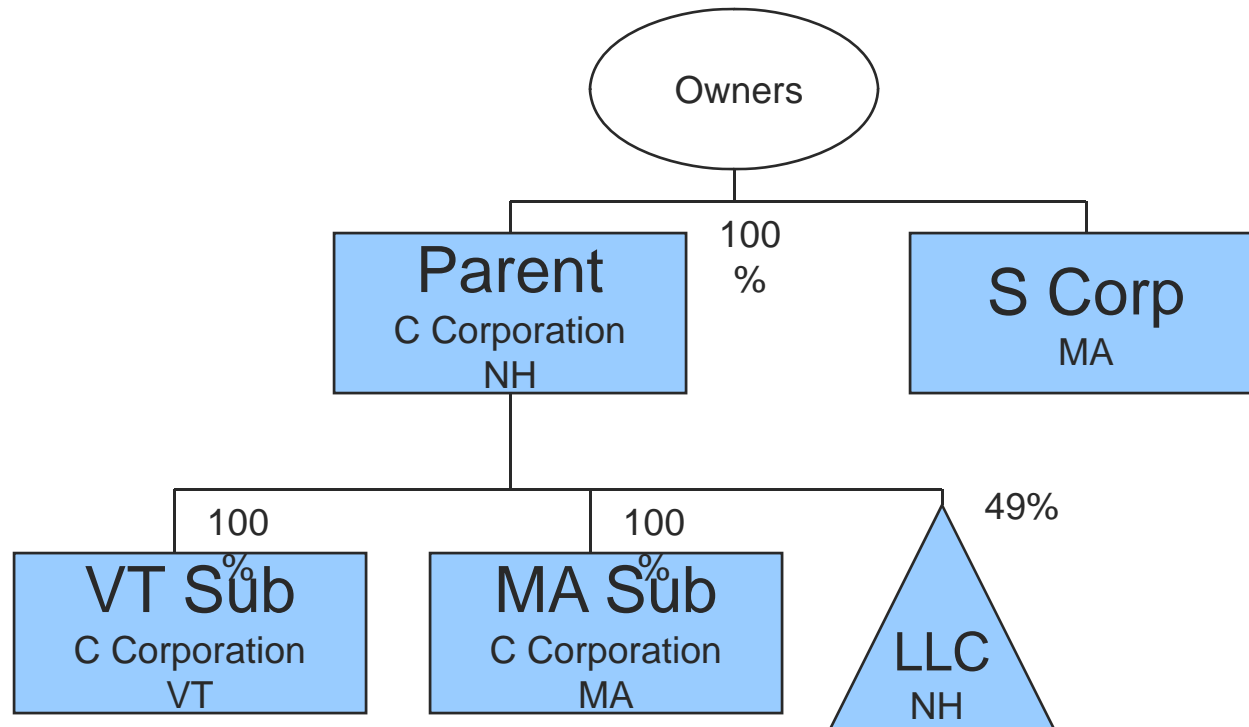 Owners
100
%
Parent
C Corporation
NH
S Corp
MA
100
%
100
%
49%
VT Sub
C Corporation
VT
MA Sub
C Corporation
MA
LLC
NH